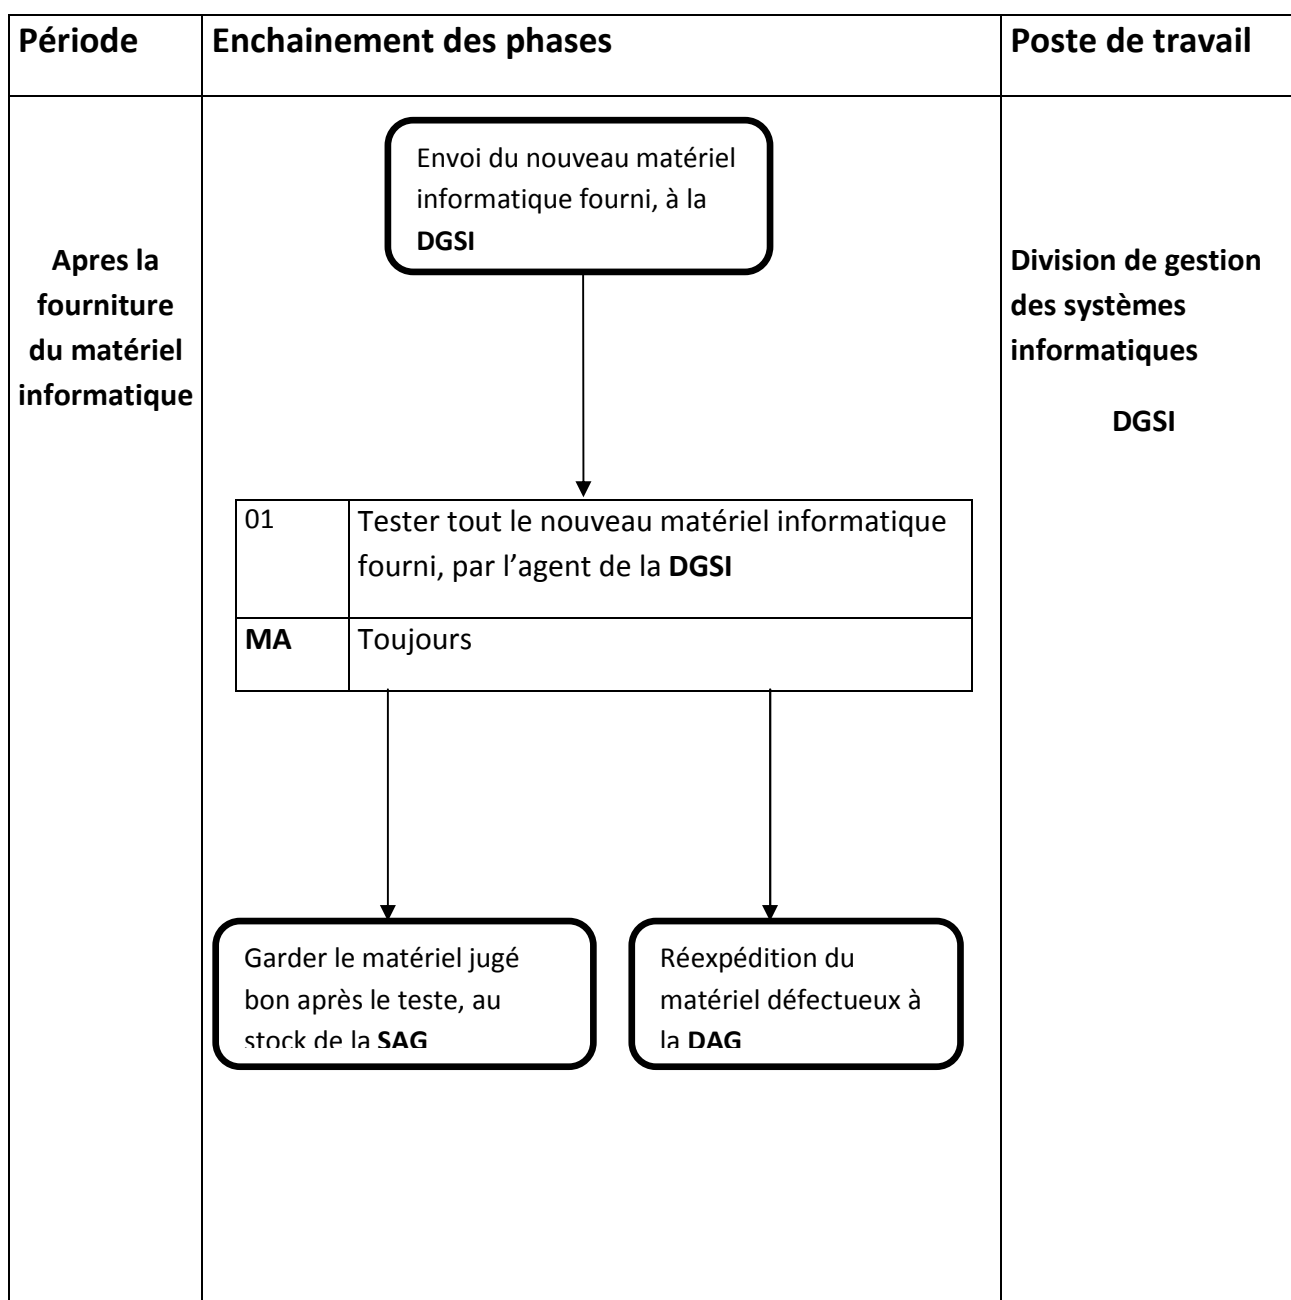 Période
Enchainement des phases
Poste de travail
Apres la
fourniture
du matériel
informatique
Envoi du nouveau matériel
informatique fourni, à la
DGSI
Division de gestion
des systèmes
informatiques
DGSI
01
Tester tout le nouveau matériel informatique
fourni, par l’agent de la DGSI
MA
Toujours
Garder le matériel jugé
bon après le teste, au
stock de la SAG
Réexpédition du
matériel défectueux à
la DAG